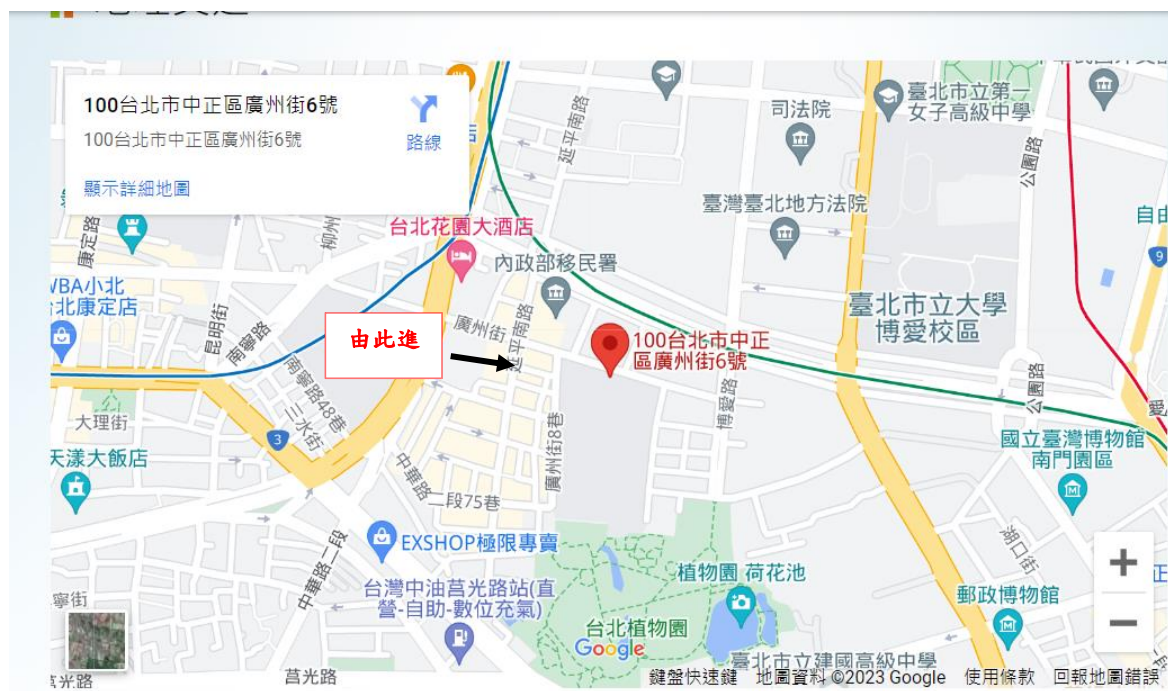 100台北市中正區廣州街6號
100台北市中正區廣州街6號
路線
顯示詳細地圖
延平南路
司法院
臺北市立第一
女子高級中學
公園路
臺灣臺北地方法院
自由
康定路
柳州
台北花園大酒店
內政部移民署
WBA小北
台北康定店
昆明街
南寧路
廣州街
延平南路
由此進
100台北市中正
區廣州街6號
臺北市立大學
博愛校區
9
博愛路
公園路
愛
大理街
南寧路48巷
三水街
3
廣州街8巷
國立臺灣博物館
南門園區
天漾大飯店
中華路二段75巷
EXSHOP極限專賣
中華路二段
湖口街
植物園 荷花池
台灣中油莒光路站(直
營-自助-數位充氣)
郵政博物館
寧街
台北植物園
Google
臺北市立建國高級中學
莒光路
莒光路
鍵盤快速鍵
地圖資料 ©2023 Google
使用條款
回報地圖錯誤